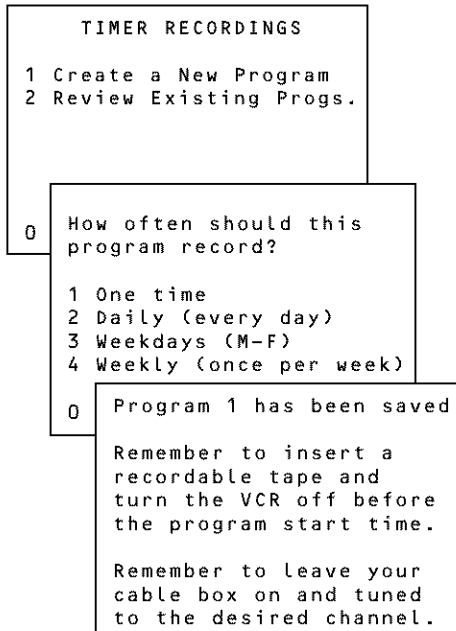 TIMER RECORDINGS
1 Create a New Program
2 Review Existing Progs.
0
How often should this
program record?
1 One time
2 Daily (every day)
3 Weekdays (M-F)
4 Weekly (once per week)
0
Program 1 has been saved
Remember to insert a
recordable tape and
turn the VCR off before
the program start time.
Remember to leave your
cable box on and tuned
to the desired channel.